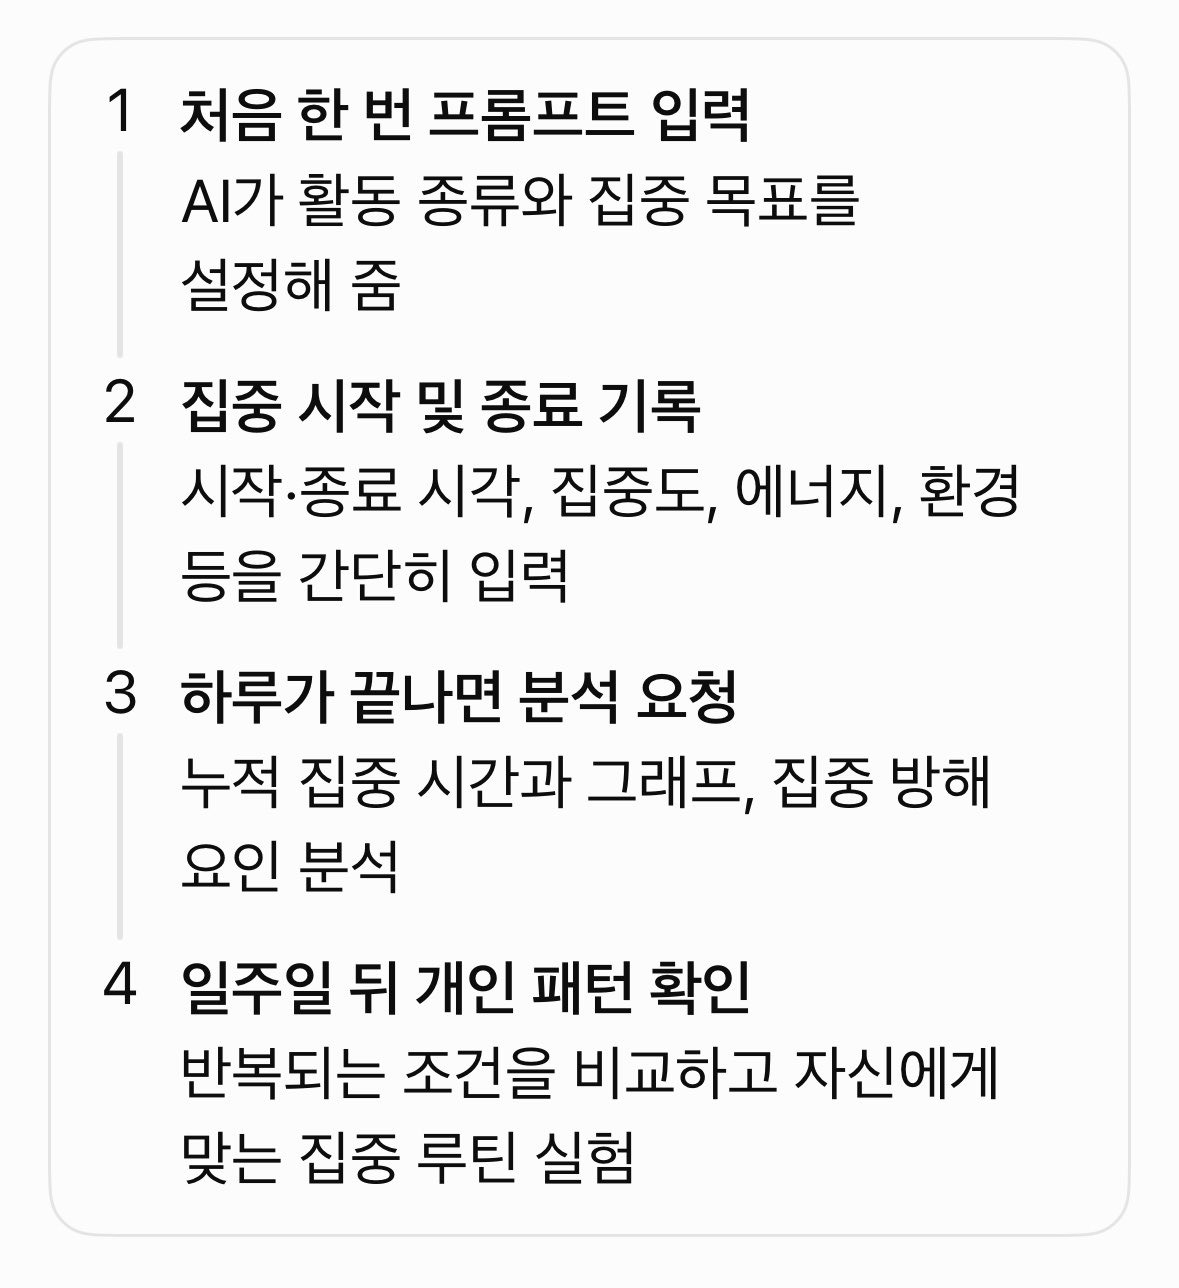 1 처음 한 번 프롬프트 입력
AI가 활동 종류와 집중 목표를
설정해 줌
2 집중 시작 및 종료 기록
시작·종료 시각, 집중도, 에너지, 환경
등을 간단히 입력
3 하루가 끝나면 분석 요청
누적 집중 시간과 그래프, 집중 방해
요인 분석
4 일주일 뒤 개인 패턴 확인
반복되는 조건을 비교하고 자신에게
맞는 집중 루틴 실험